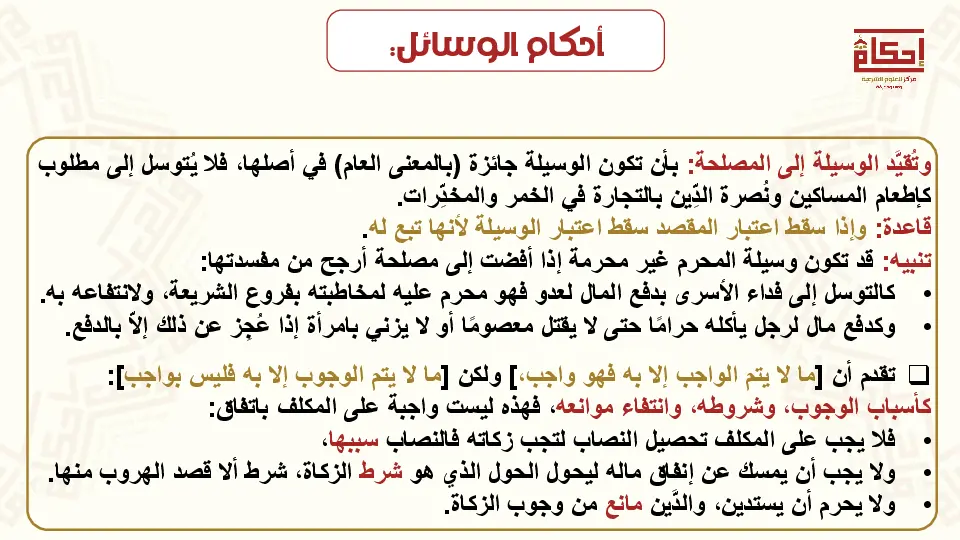 أحكام الوسائل:
إحكام
مركز للعلوم الشرعية
وتُقيَّد الوسيلة إلى المصلحة: بأن تكون الوسيلة جائزة (بالمعنى العام) في أصلها، فلا يُتوسل إلى مطلوب
كإطعام المساكين ونُصرة الدِّين بالتجارة في الخمر والمخدِّرات.
قاعدة: وإذا سقط اعتبار المقصد سقط اعتبار الوسيلة لأنها تبع له.
تنبيه: قد تكون وسيلة المحرم غير محرمة إذا أفضت إلى مصلحة أرجح من مفسدتها:
• كالتوسل إلى فداء الأسرى بدفع المال لعدو فهو محرم عليه لمخاطبته بفروع الشريعة، ولانتفاعه به.
• وكدفع مال لرجل يأكله حرامًا حتى لا يقتل معصومًا أو لا يزني بامرأة إذا عُجِز عن ذلك إلاّ بالدفع.
❑ تقدم أن [ما لا يتم الواجب إلا به فهو واجب،] ولكن [ما لا يتم الوجوب إلا به فليس بواجب]:
كأسباب الوجوب، وشروطه، وانتفاء موانعه، فهذه ليست واجبة على المكلف باتفاق:
• فلا يجب على المكلف تحصيل النصاب لتجب زكاته فالنصاب سببها،
• ولا يجب أن يمسك عن إنفاق ماله ليحول الحول الذي هو شرط الزكاة، شرط ألا قصد الهروب منها.
• ولا يحرم أن يستدين، والدَّين مانع من وجوب الزكاة.